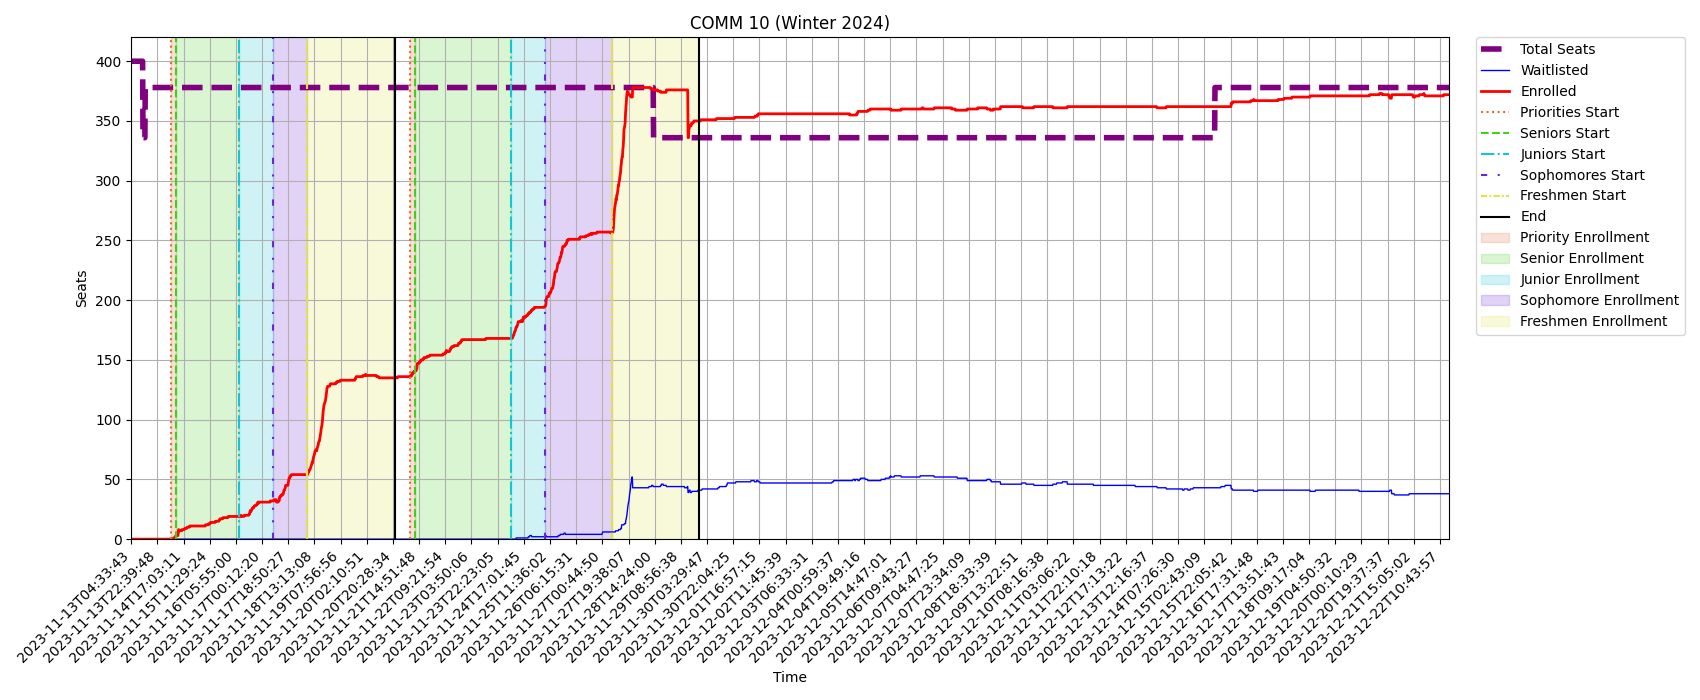 COMM 10 (Winter 2024)
Seats
400
350
300
250
200
150
100
50
0
2023-11-13T04:33:43
2023-11-13T22:39:48
2023-11-14T17:03:11
2023-11-15T11:29:24
2023-11-16T05:55:00
2023-11-17T00:12:20
2023-11-17T18:50:27
2023-11-18T13:13:08
2023-11-19T07:56:56
2023-11-20T02:10:51
2023-11-20T20:28:34
2023-11-21T14:51:48
2023-11-22T09:21:54
2023-11-23T03:50:06
2023-11-23T22:23:05
2023-11-24T17:01:45
2023-11-25T11:36:02
2023-11-26T06:15:31
2023-11-27T00:44:50
2023-11-27T19:38:07
2023-11-28T14:24:00
2023-11-29T08:56:38
2023-11-30T03:29:47
2023-11-30T22:04:25
2023-12-01T16:57:15
2023-12-02T11:45:39
2023-12-03T06:33:31
2023-12-04T00:59:37
2023-12-04T19:49:16
2023-12-05T14:47:01
2023-12-06T09:43:27
2023-12-07T04:47:25
2023-12-07T23:34:09
2023-12-08T18:33:39
2023-12-09T13:22:51
2023-12-10T08:16:38
2023-12-11T03:06:22
2023-12-11T22:10:18
2023-12-12T17:13:22
2023-12-13T12:16:37
2023-12-14T07:26:30
2023-12-15T02:43:09
2023-12-15T22:05:42
2023-12-16T17:31:48
2023-12-17T13:51:43
2023-12-18T09:17:04
2023-12-19T04:50:32
2023-12-20T00:10:29
2023-12-20T19:37:37
2023-12-21T15:05:02
2023-12-22T10:43:57
Time
Total Seats
Waitlisted
Enrolled
Priorities Start
Seniors Start
Juniors Start
Sophomores Start
Freshmen Start
End
Priority Enrollment
Senior Enrollment
Junior Enrollment
Sophomore Enrollment
Freshmen Enrollment